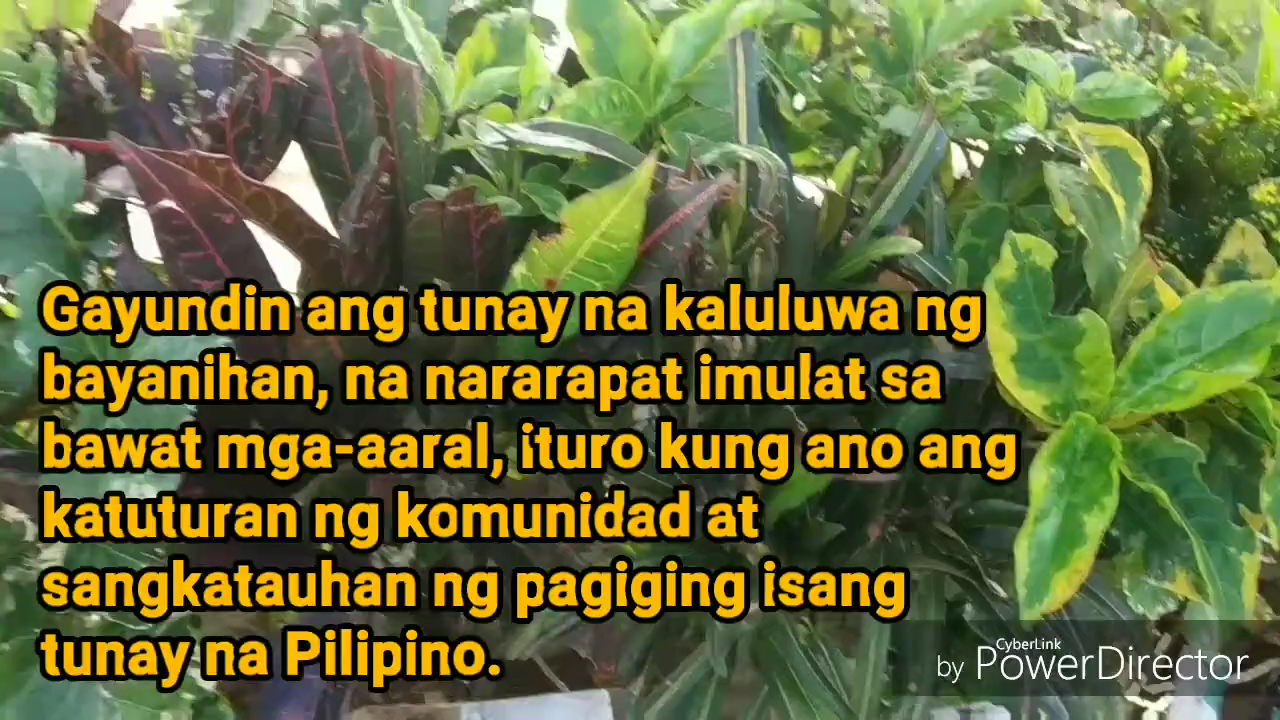 Gayundin ang tunay na kaluluwa ng
bayanihan, na nararapat imulat sa
bawat mga-aaral, ituro kung ano ang
katuturan ng komunidad at
sangkatauhan ng pagiging isang
tunay na Pilipino.
CyberLink
by PowerDirector